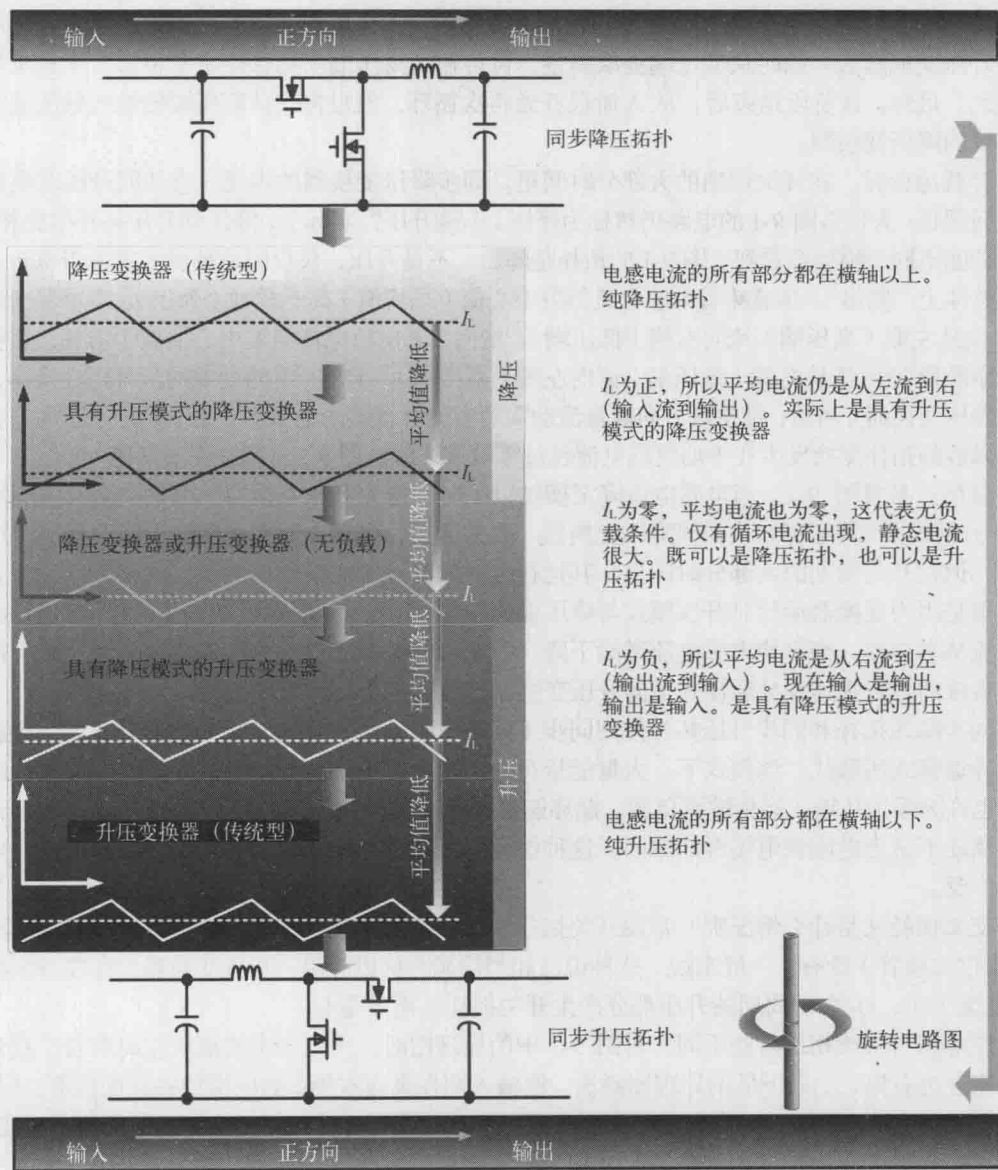 输入 正方向 输出
同步降压拓扑
降压变换器（传统型）
电感电流的所有部分都在横轴以上。
纯降压拓扑
IL
平均值降低
降压
具有升压模式的降压变换器
IL为正，所以平均电流仍是从左流到右
(输入流到输出）。实际上是具有升压
模式的降压变换器
IL
平均值降低
降压变换器或升压变换器（无负载）
IL为零，平均电流也为零，这代表无负
载条件。仅有循环电流出现，静态电流
很大。既可以是降压拓扑，也可以是升
压拓扑
IL
平均值降低
具有降压模式的升压变换器
IL为负，所以平均电流是从右流到左
(输出流到输入）。现在输入是输出，
输出是输入。是具有降压模式的升压
变换器
IL
升压
平均值降低
升压变换器（传统型）
电感电流的所有部分都在横轴以下。
纯升压拓扑
同步升压拓扑
旋转电路图
输入 正方向 输出